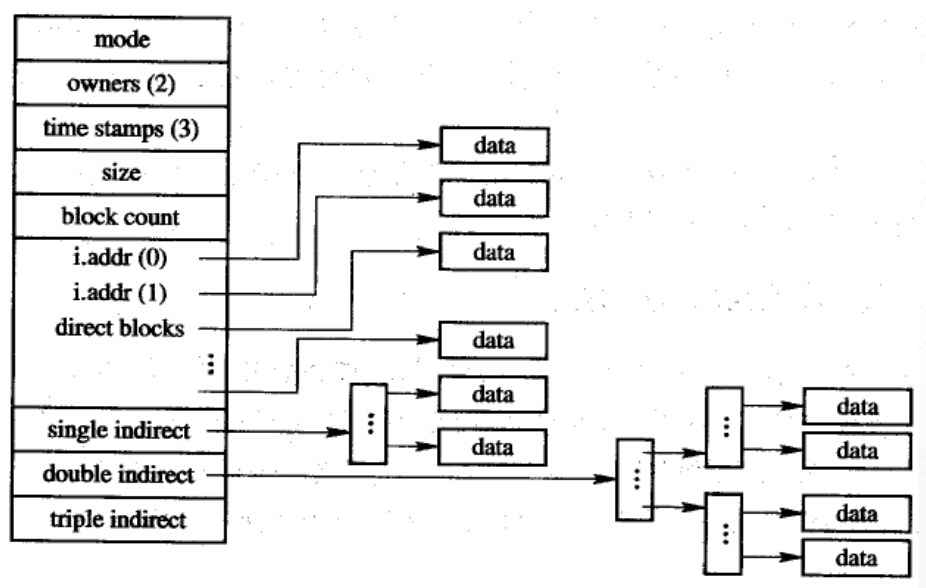 mode
owners (2)
time stamps (3)
size
block count
i.addr (0)
i.addr (1)
direct blocks
...
single indirect
double indirect
triple indirect
data
data
data
data
data
data
...
...
...
...
data
data
data
data